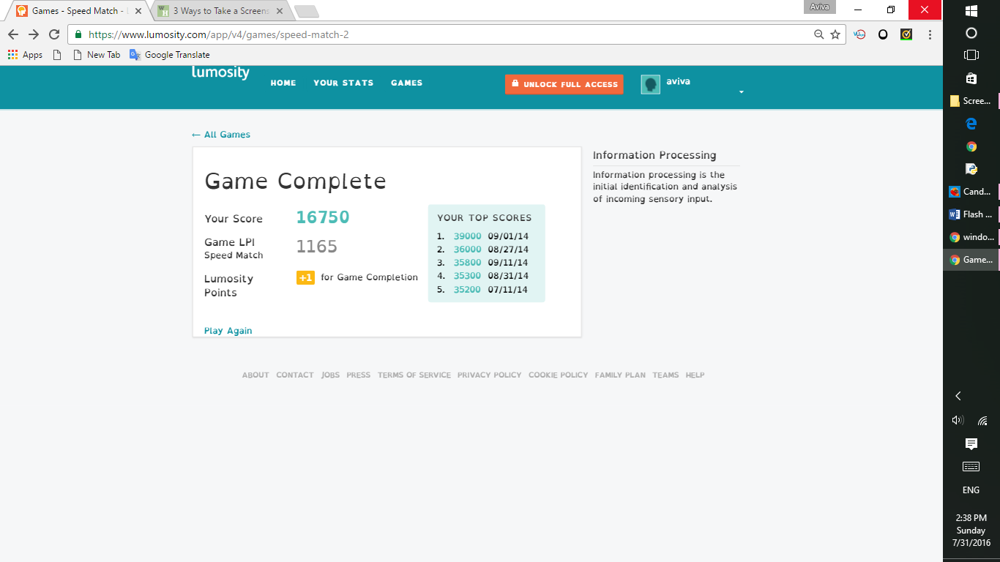 Games - Speed Match -
3 Ways to Take a Screens
Aviva
https://www.lumosity.com/app/v4/games/speed-match-2
Apps
New Tab
Google Translate
lumosity
HOME
YOUR STATS
GAMES
UNLOCK FULL ACCESS
aviva
← All Games
Game Complete
Your Score 16750
Game LPI
Speed Match
1165
Lumosity
Points
+1 for Game Completion
YOUR TOP SCORES
1. 39000 09/01/14
2. 36000 08/27/14
3. 35800 09/11/14
4. 35300 08/31/14
5. 35200 07/11/14
Play Again
Information Processing
Information processing is the
initial identification and analysis
of incoming sensory input.
ABOUT CONTACT JOBS PRESS TERMS OF SERVICE PRIVACY POLICY COOKIE POLICY FAMILY PLAN TEAMS HELP
Scree...
Cand...
Flash ...
windo...
Game...
ENG
2:38 PM
Sunday
7/31/2016